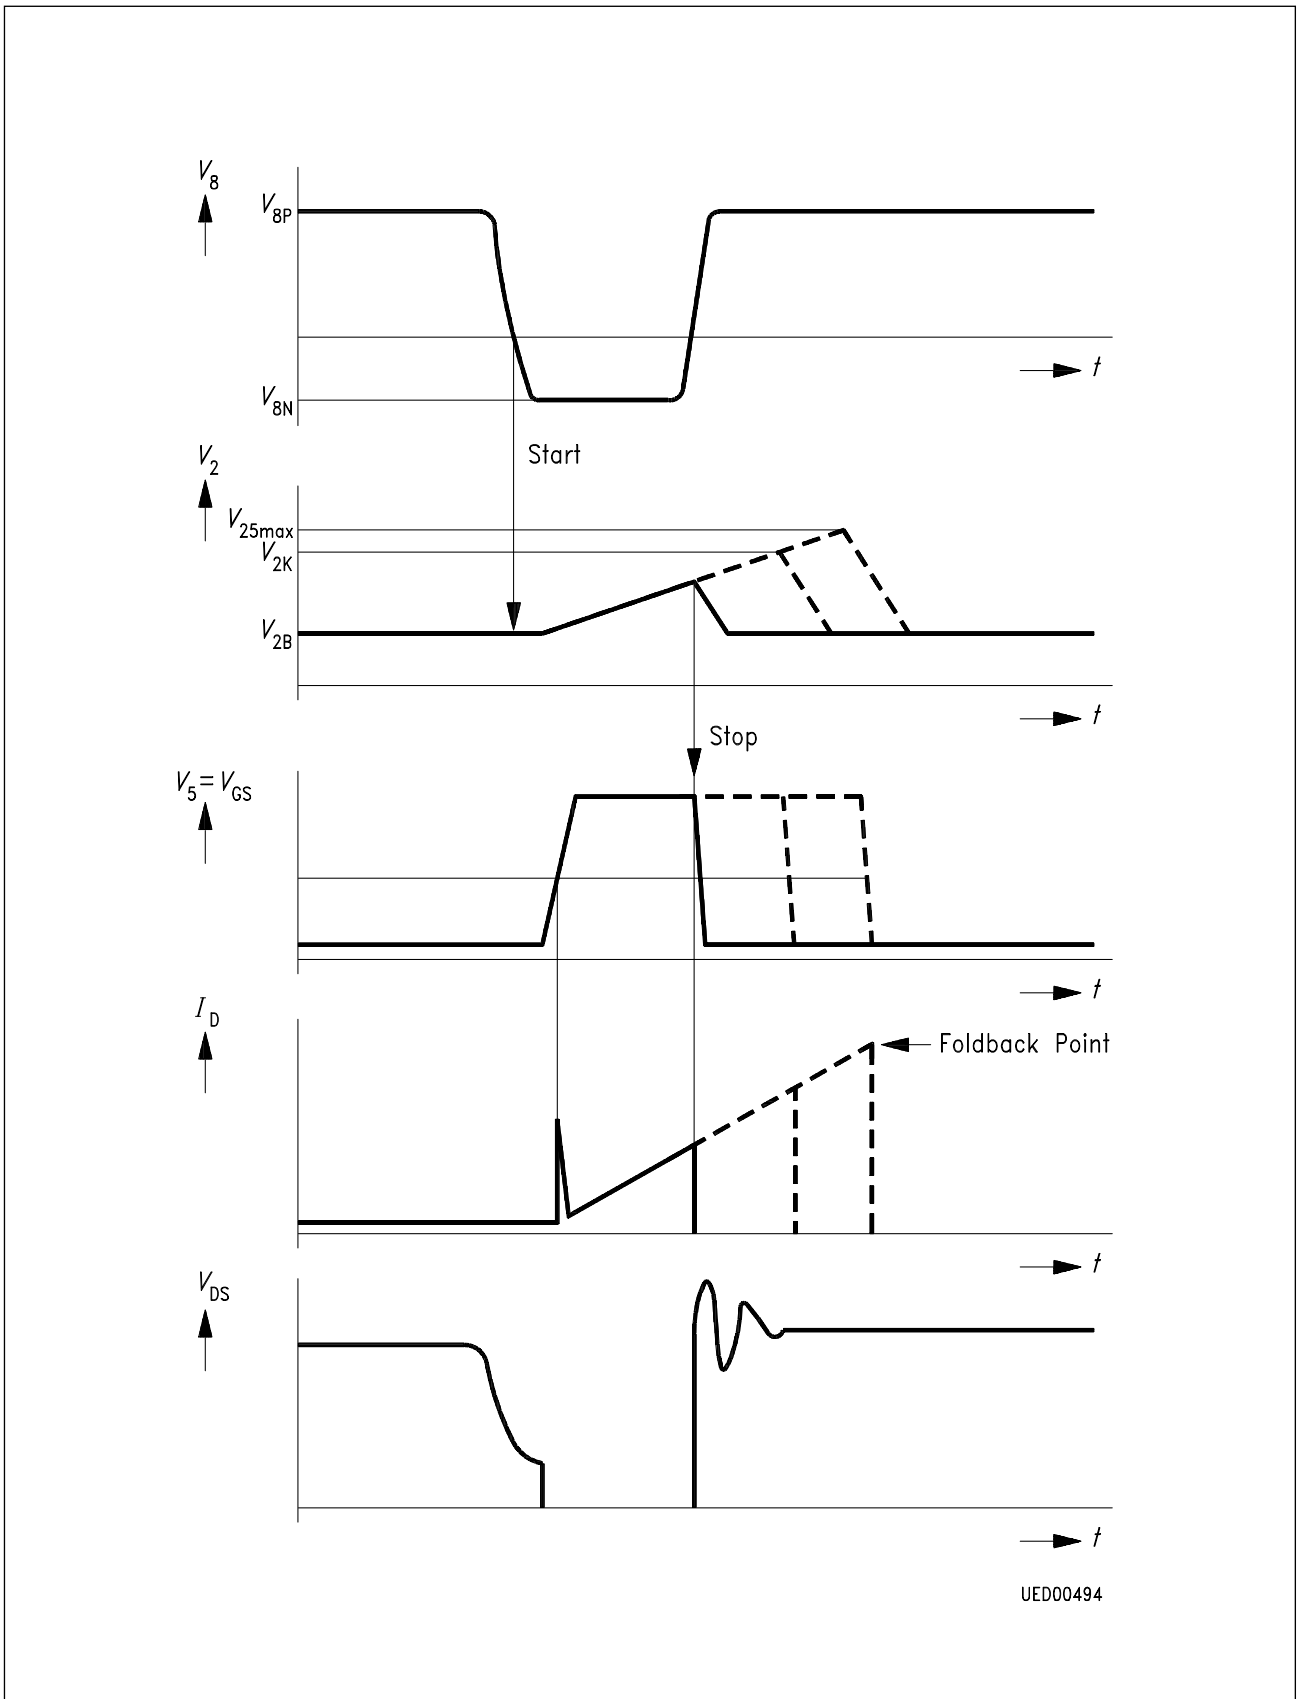 V8
V8P
t
V8N
Start
V2
V25max
V2K
V2B
t
Stop
V5=VGS
t
ID
Foldback Point
t
VDS
t
UED00494